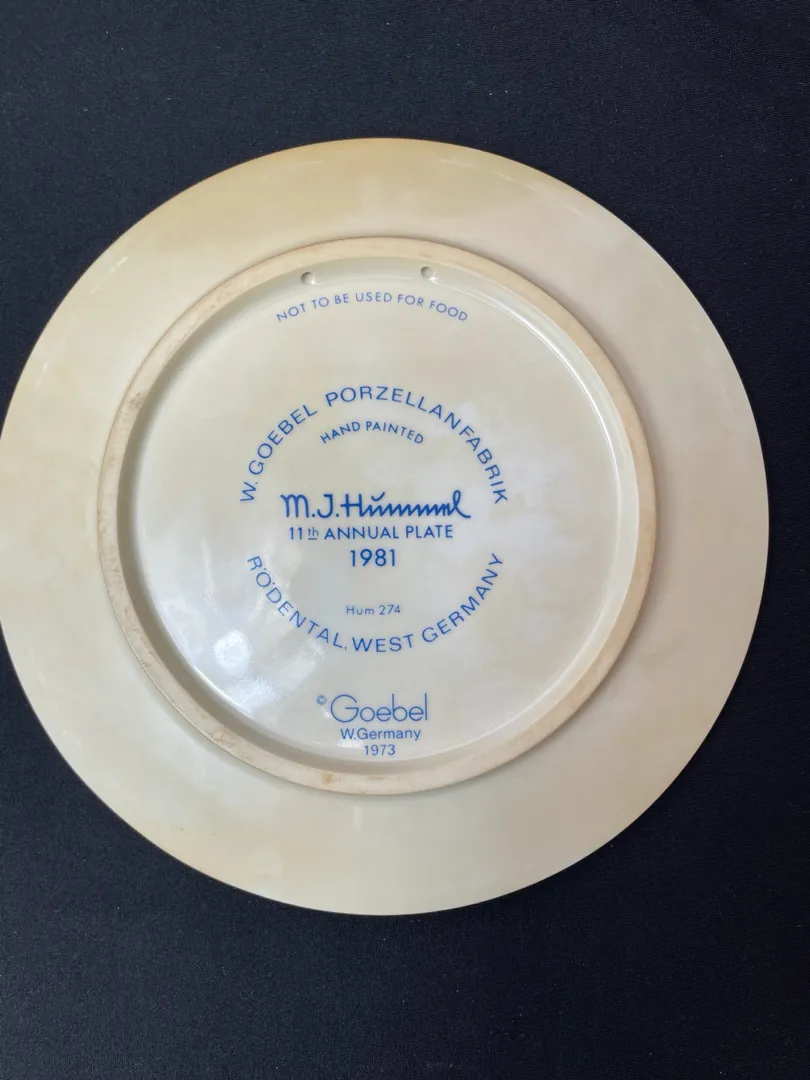 NOT TO BE USED FOR FOOD
W. GOEBEL PORZELLANFABRIK
HAND PAINTED
M.J. Hummel
11th ANNUAL PLATE
1981
Hum 274
RÖDENTAL, WEST GERMANY
© Goebel
W.Germany
1973